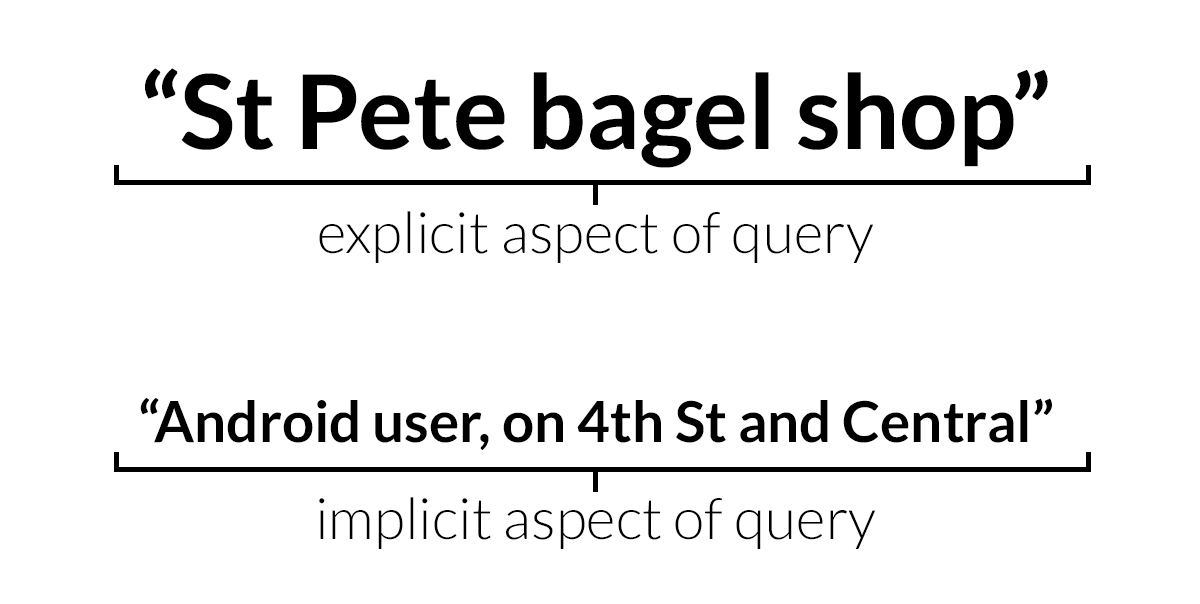 “St Pete bagel shop”
explicit aspect of query
“Android user, on 4th St and Central”
implicit aspect of query